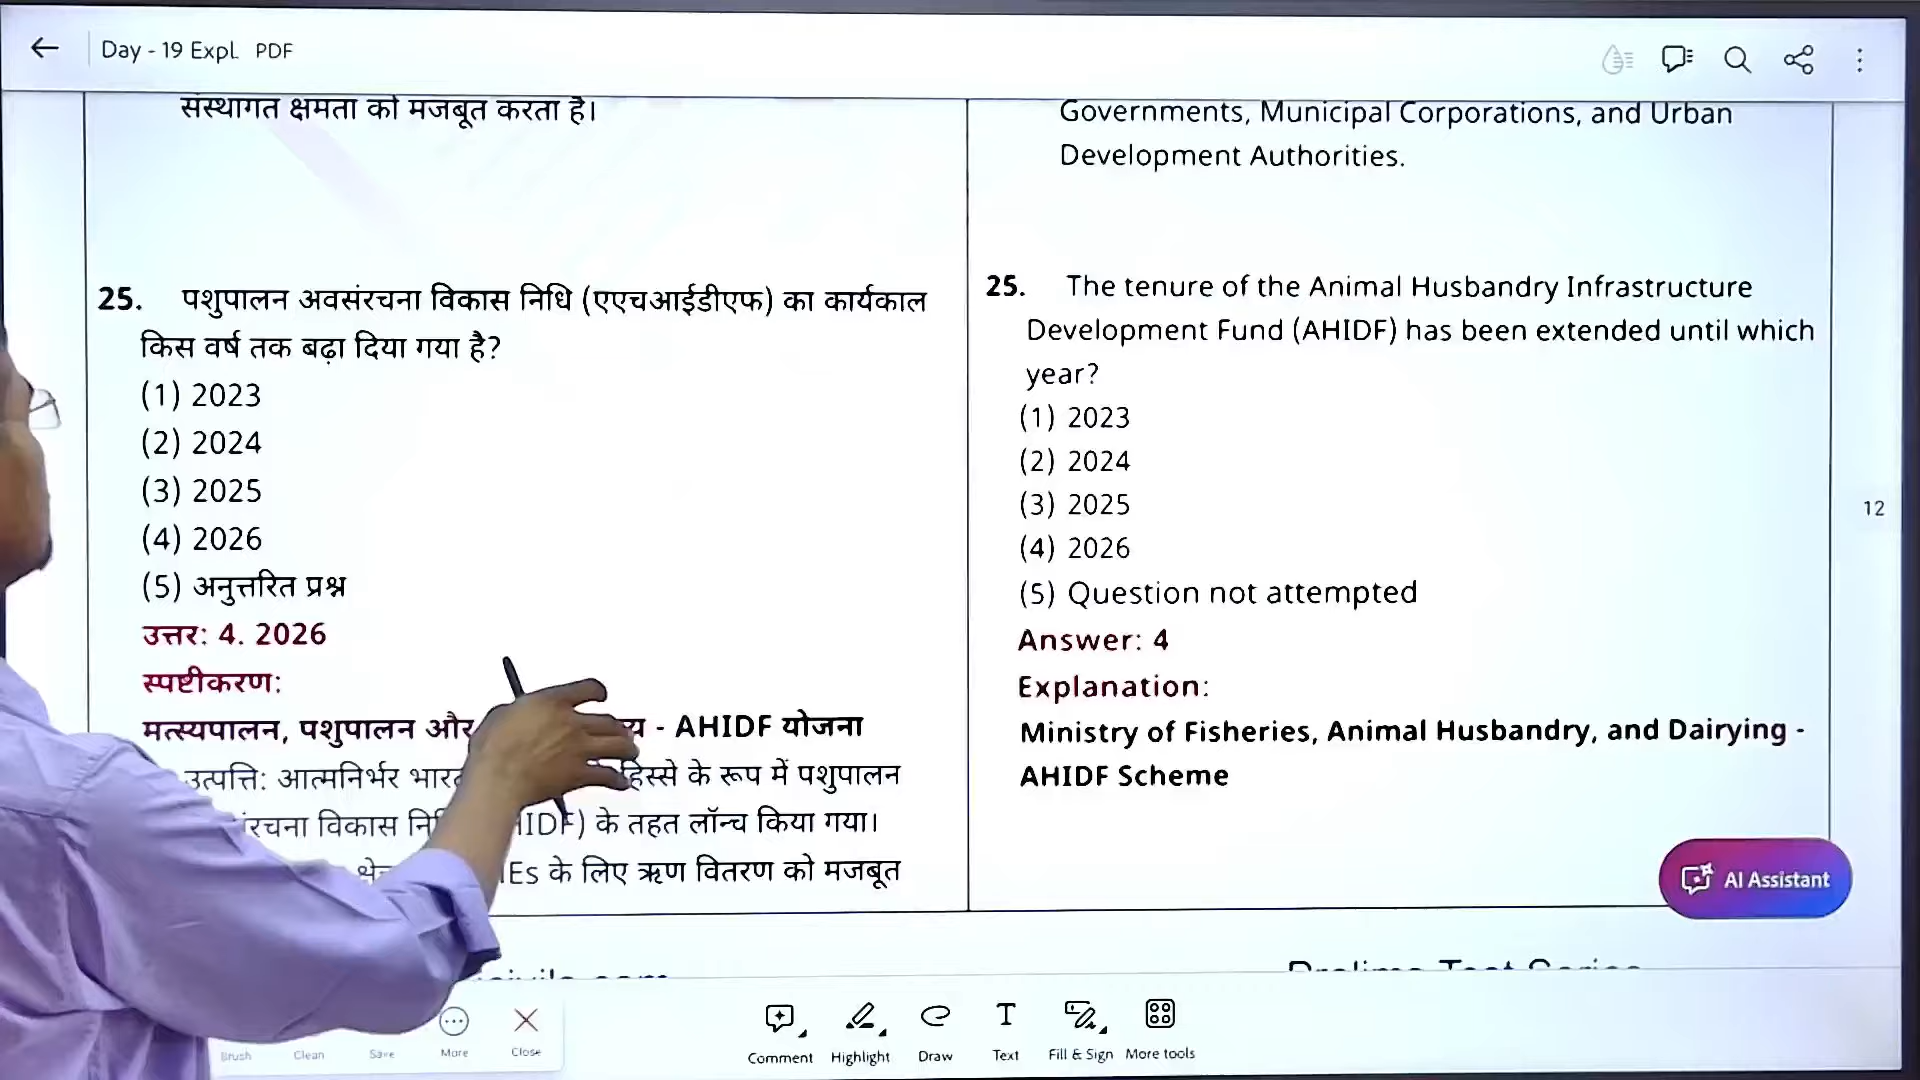 Day - 19 Expl. PDF
संस्थागत क्षमता को मजबूत करता है।
25. पशुपालन अवसंरचना विकास निधि (एएचआईडीएफ) का कार्यकाल
किस वर्ष तक बढ़ा दिया गया है?
(1) 2023
(2) 2024
(3) 2025
(4) 2026
(5) अनुत्तरित प्रश्न
उत्तर: 4. 2026
स्पष्टीकरण:
मत्स्यपालन, पशुपालन और - AHIDF योजना
उत्पत्ति: आत्मनिर्भर हिस्से के रूप में पशुपालन
विकास के तहत लॉन्च किया गया।
के लिए ऋण वितरण को मजबूत
Governments, Municipal Corporations, and Urban
Development Authorities.
25. The tenure of the Animal Husbandry Infrastructure
Development Fund (AHIDF) has been extended until which
year?
(1) 2023
(2) 2024
(3) 2025
(4) 2026
(5) Question not attempted
Answer: 4
Explanation:
Ministry of Fisheries, Animal Husbandry, and Dairying -
AHIDF Scheme
12
AI Assistant
Brush Clean Save More Close
Comment Highlight Draw Text Fill & Sign More tools